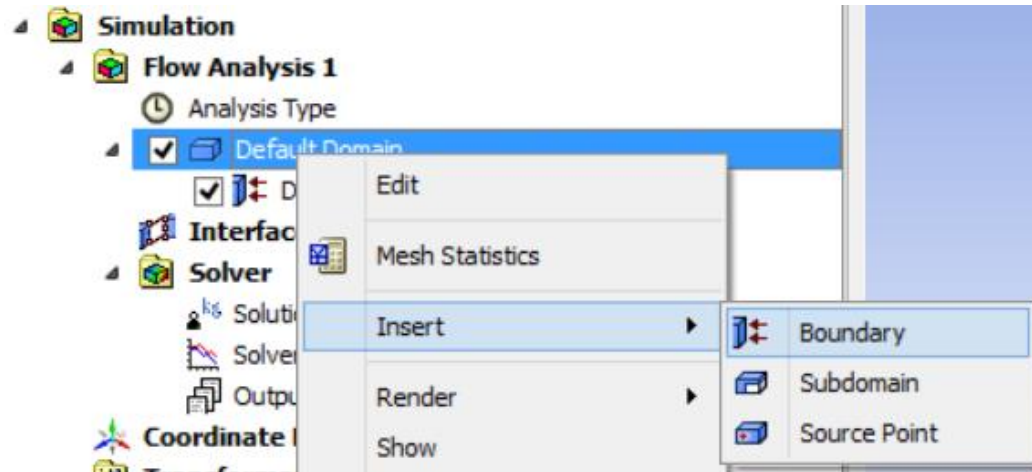 Simulation
Flow Analysis 1
Analysis Type
Default Domain
Edit
D
Interfac
Mesh Statistics
Solver
Soluti
Insert
Boundary
Solver
Subdomain
Outpu
Render
Source Point
Coordinate
Show